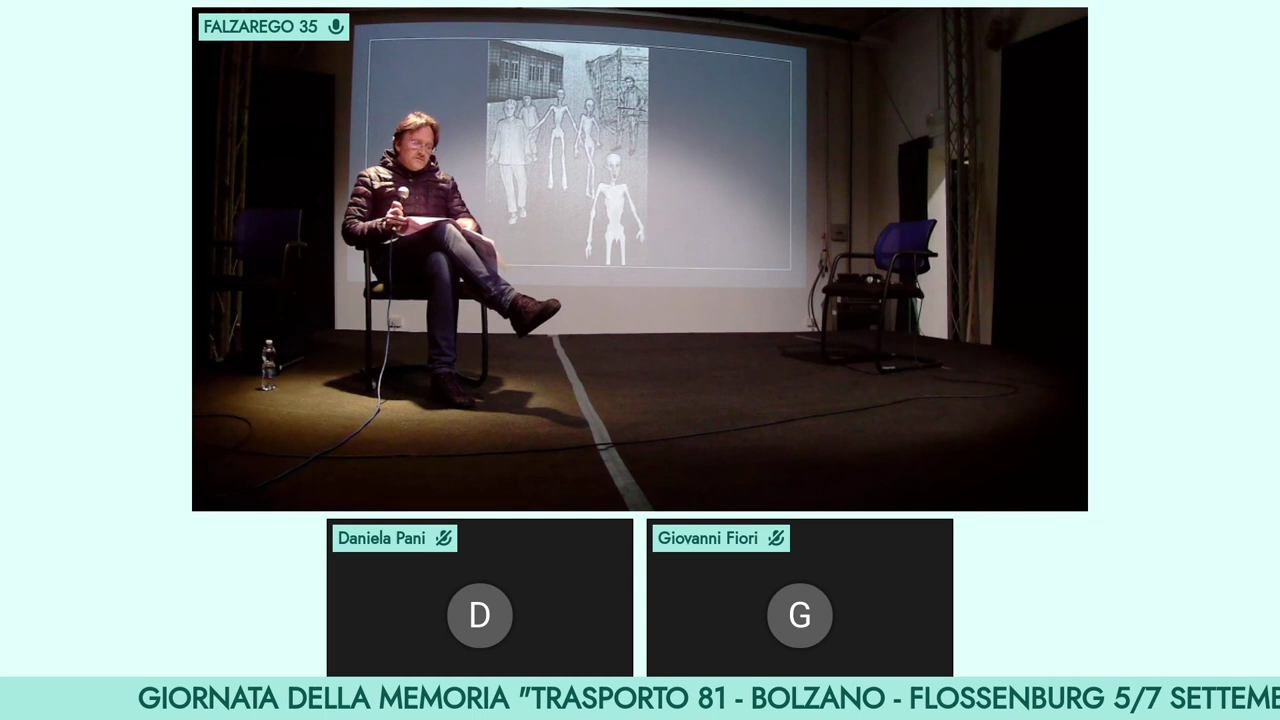 FALZAREGO 35
Daniela Pani
Giovanni Fiori
D
G
GIORNATA DELLA MEMORIA "TRASPORTO 81 - BOLZANO - FLOSSENBURG 5/7 SETTEME